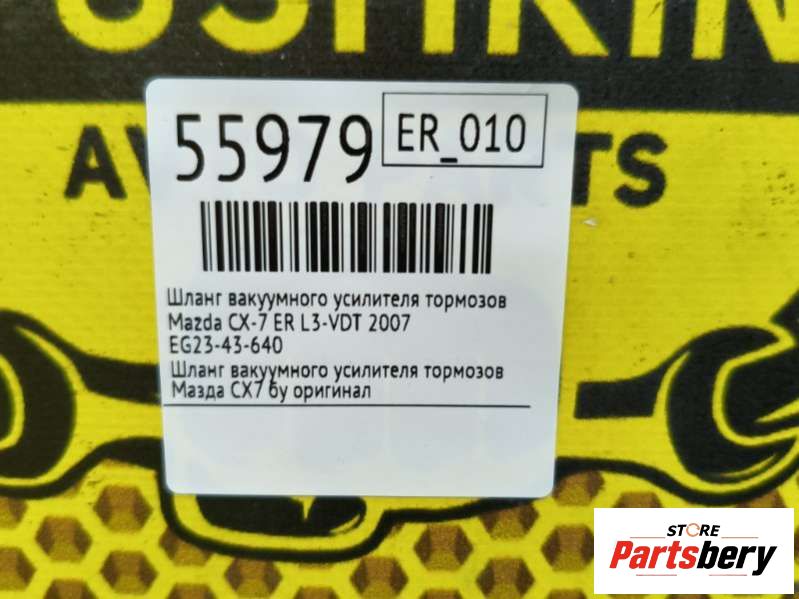 55979
ER_010
Шланг вакуумного усилителя тормозов
Mazda CX-7 ER L3-VDT 2007
EG23-43-640
Шланг вакуумного усилителя тормозов
Мазда CX7 бу оригинал
STORE
Partsbery